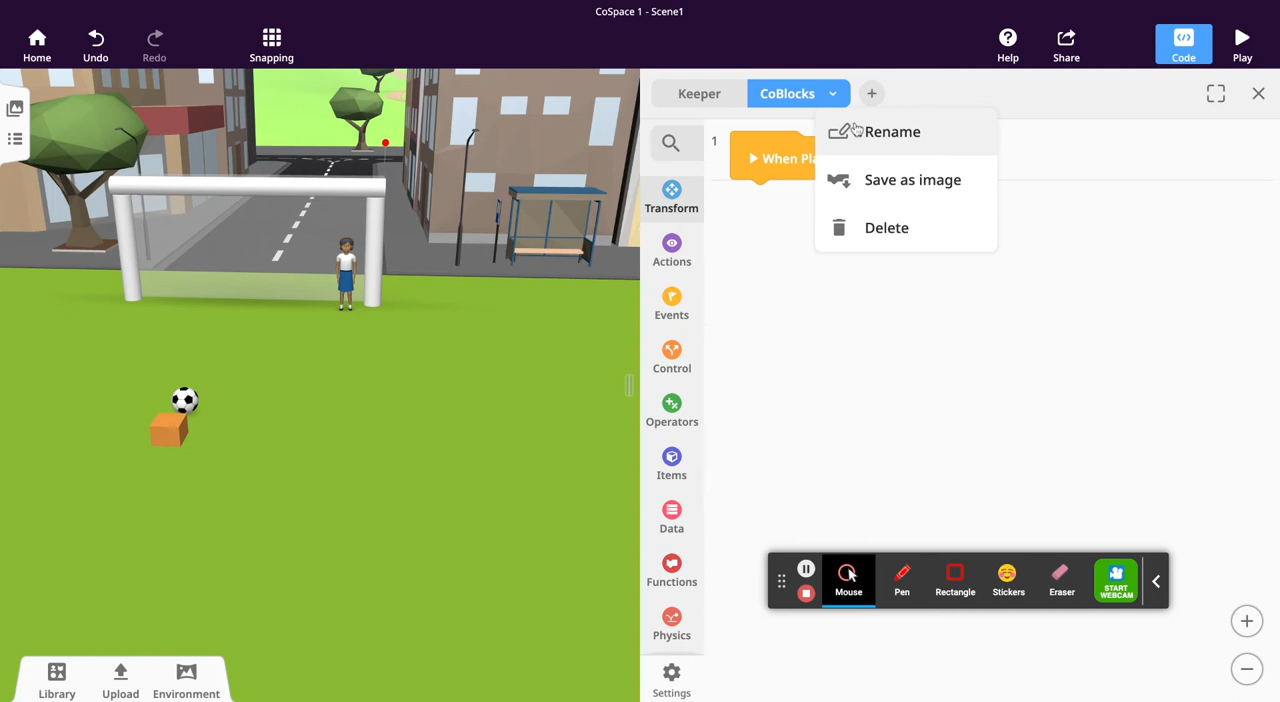 CoSpace 1 - Scene1
Home
Undo
Redo
Snapping
Help
Share
Code
Play
Keeper
CoBlocks
1
When Pla
Rename
Save as image
Delete
Transform
Actions
Events
Control
Operators
Items
Data
Functions
Physics
Settings
Mouse
Pen
Rectangle
Stickers
Eraser
START
WEBCAM
Library
Upload
Environment